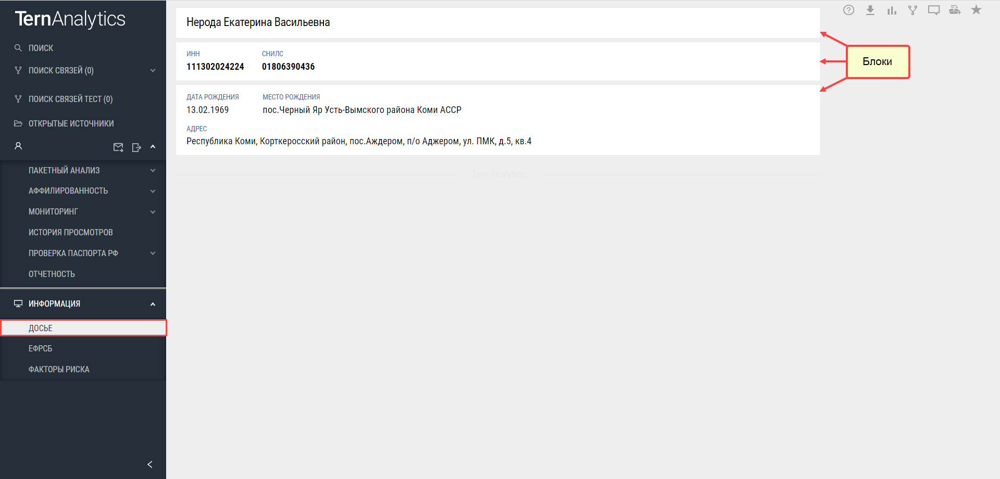 TernAnalytics
ПОИСК
ПОИСК СВЯЗЕЙ (0)
ПОИСК СВЯЗЕЙ ТЕСТ (0)
ОТКРЫТЫЕ ИСТОЧНИКИ
ПАКЕТНЫЙ АНАЛИЗ
АФФИЛИРОВАННОСТЬ
МОНИТОРИНГ
ИСТОРИЯ ПРОСМОТРОВ
ПРОВЕРКА ПАСПОРТА РФ
ОТЧЕТНОСТЬ
ИНФОРМАЦИЯ
ДОСЬЕ
ЕФРСБ
ФАКТОРЫ РИСКА
Нерода Екатерина Васильевна
ИНН СНИЛС
111302024224 01806390436
ДАТА РОЖДЕНИЯ МЕСТО РОЖДЕНИЯ
13.02.1969 пос.Черный Яр Усть-Вымского района Коми АССР
АДРЕС
Республика Коми, Корткеросский район, пос.Аждером, п/о Аджером, ул. ПМК, д.5, кв.4
Tern Analytics
Блоки